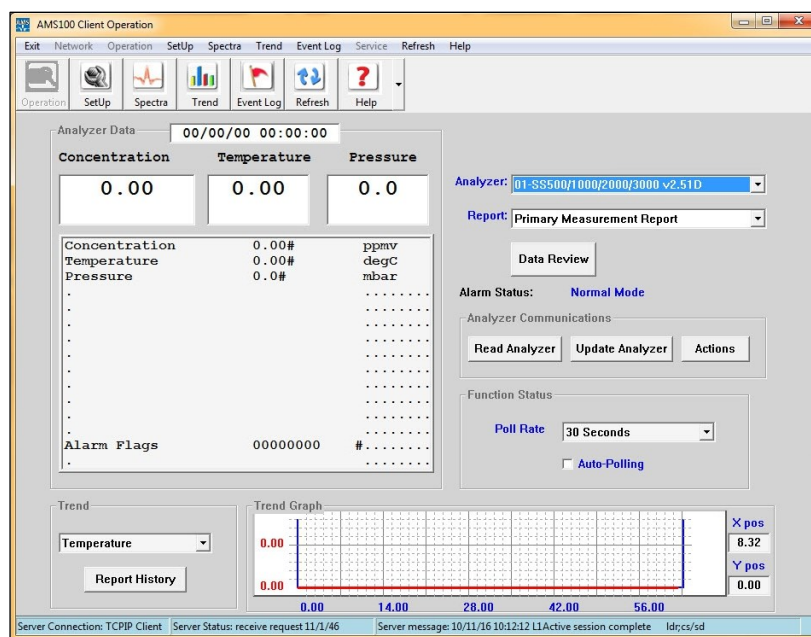 AMS100 Client Operation
Exit Network Operation SetUp Spectra Trend Event Log Service Refresh Help
Operation SetUp Spectra Trend Event Log Refresh Help
Analyzer Data 00/00/00 00:00:00
Concentration Temperature Pressure
0.00 0.00 0.0
Concentration 0.00# ppmv
Temperature 0.00# degC
Pressure 0.0# mbar
. ........
. ........
. ........
. ........
. ........
. ........
. ........
. ........
. ........
. ........
Alarm Flags 00000000 #........
. ........
Analyzer: 01-SS500/1000/2000/3000 v2.51D
Report: Primary Measurement Report
Data Review
Alarm Status: Normal Mode
Analyzer Communications
Read Analyzer Update Analyzer Actions
Function Status
Poll Rate 30 Seconds
Auto-Polling
Trend
Temperature
Report History
Trend Graph
0.00
0.00
0.00 14.00 28.00 42.00 56.00
X pos
8.32
Y pos
0.00
Server Connection: TCPIP Client Server Status: receive request 11/1/46 Server message: 10/11/16 10:12:12 L1Active session complete ldr;cs/sd